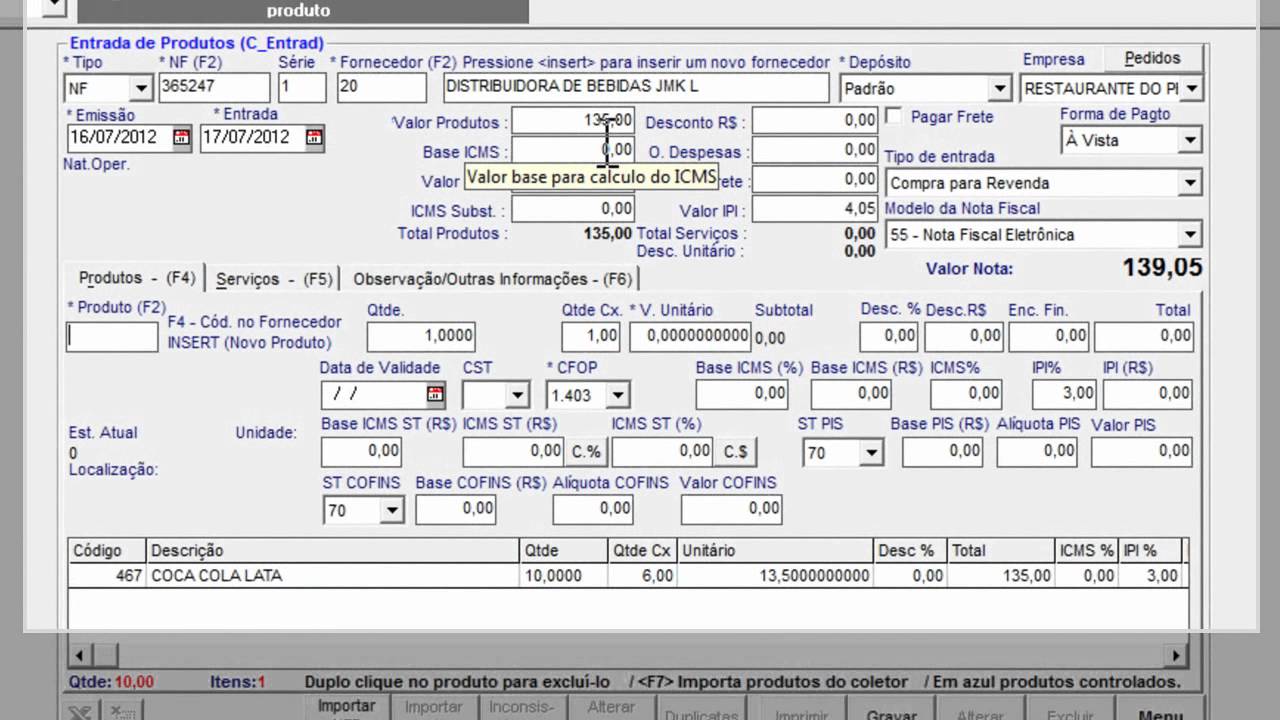 produto
Entrada de Produtos (C_Entrad)
* Tipo * NF (F2) Série * Fornecedor (F2) Pressione <insert> para inserir um novo fornecedor * Depósito Empresa Pedidos
NF 365247 1 20 DISTRIBUIDORA DE BEBIDAS JMK L Padrão RESTAURANTE DO PI
* Emissão * Entrada
16/07/2012 17/07/2012
Nat.Oper.
*Valor Produtos : 135,00 Desconto R$ : 0,00 Pagar Frete Forma de Pagto
À Vista
Base ICMS : 0,00 O. Despesas : 0,00 Tipo de entrada
Valor Valor base para calculo do ICMS ete : 0,00 Compra para Revenda
ICMS Subst. : 0,00 Valor IPI : 4,05 Modelo da Nota Fiscal
Total Produtos : 135,00 Total Serviços : 0,00 55 - Nota Fiscal Eletrônica
Desc. Unitário : 0,00
Valor Nota: 139,05
Produtos - (F4) Serviços - (F5) Observação/Outras Informações - (F6)
* Produto (F2) F4 - Cód. no Fornecedor Qtde. Qtde Cx. * V. Unitário Subtotal Desc. % Desc.R$ Enc. Fin. Total
INSERT (Novo Produto) 1,0000 1,00 0,0000000000 0,00 0,00 0,00 0,00 0,00
Data de Validade CST * CFOP Base ICMS (%) Base ICMS (R$) ICMS% IPI% IPI (R$)
/ / 1.403 0,00 0,00 0,00 3,00 0,00
Est. Atual Unidade: Base ICMS ST (R$) ICMS ST (R$) ICMS ST (%) ST PIS Base PIS (R$) Alíquota PIS Valor PIS
0 0,00 0,00 C.% 0,00 C.$ 70 0,00 0,00 0,00
Localização:
ST COFINS Base COFINS (R$) Alíquota COFINS Valor COFINS
70 0,00 0,00 0,00
Código Descrição Qtde Qtde Cx Unitário Desc % Total ICMS % IPI %
467 COCA COLA LATA 10,0000 6,00 13,5000000000 0,00 135,00 0,00 3,00
Qtde: 10,00 Itens: 1 Duplo clique no produto para excluí-lo / <F7> Importa produtos do coletor / Em azul produtos controlados.
Importar Importar Inconsis- Alterar Duplicatas Imprimir Gravar Alterar Excluir Menu